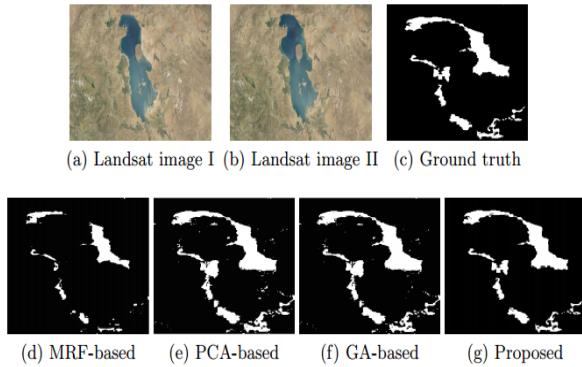 (a) Landsat image I (b) Landsat image II (c) Ground truth
(d) MRF-based (e) PCA-based (f) GA-based (g) Proposed